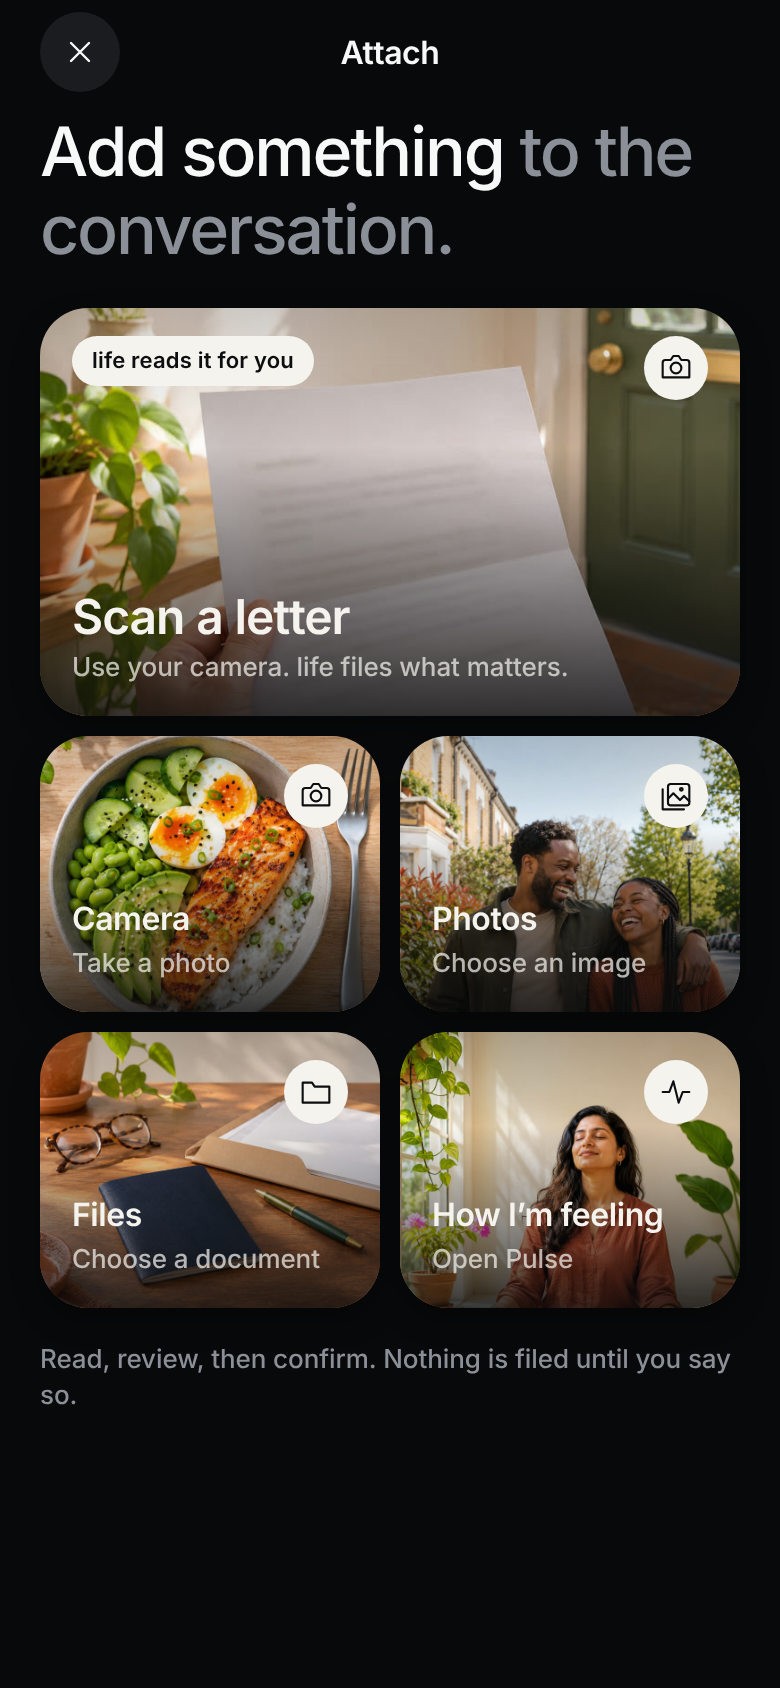 Attach
Add something to the
conversation.
life reads it for you
Scan a letter
Use your camera. life files what matters.
Camera
Take a photo
Photos
Choose an image
Files
Choose a document
How I’m feeling
Open Pulse
Read, review, then confirm. Nothing is filed until you say
so.